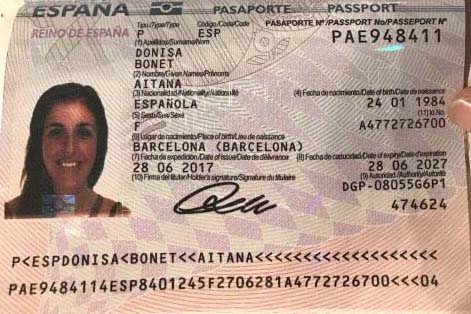 ESPAÑA PASAPORTE PASSPORT
REINO DE ESPAÑA Tipo/Type/Type Código/Code/Code PASAPORTE Nº/PASSPORT No/PASSEPORT Nº
P ESP PAE948411
(1) Apellidos/Surname/Nom
DONISA
BONET
(2) Nombre/Given Names/Prénoms
AITANA
(3) Nacionalidad/Nationality/Nationalité (4) Fecha de nacimiento/Date of birth/Date de naissance
ESPAÑOLA 24 01 1984
(5) Sexo/Sex/Sexe (11) Id.No.
F A4772726700
(6) Lugar de nacimiento/Place of birth/Lieu de naissance
BARCELONA (BARCELONA)
(7) Fecha de expedición/Date of issue/Date de délivrance (8) Fecha de caducidad/Date of expiry/Date d'expiration
28 06 2017 28 06 2027
(10) Firma del titular/Holder's signature/Signature du titulaire (9) Autoridad/Authority/Autorité
DGP-08055G6P1
474624
P<ESPDONISA<BONET<<AITANA<<<<<<<<<<<<<<<<<<<
PAE9484114ESP8401245F2706281A4772726700<<<04